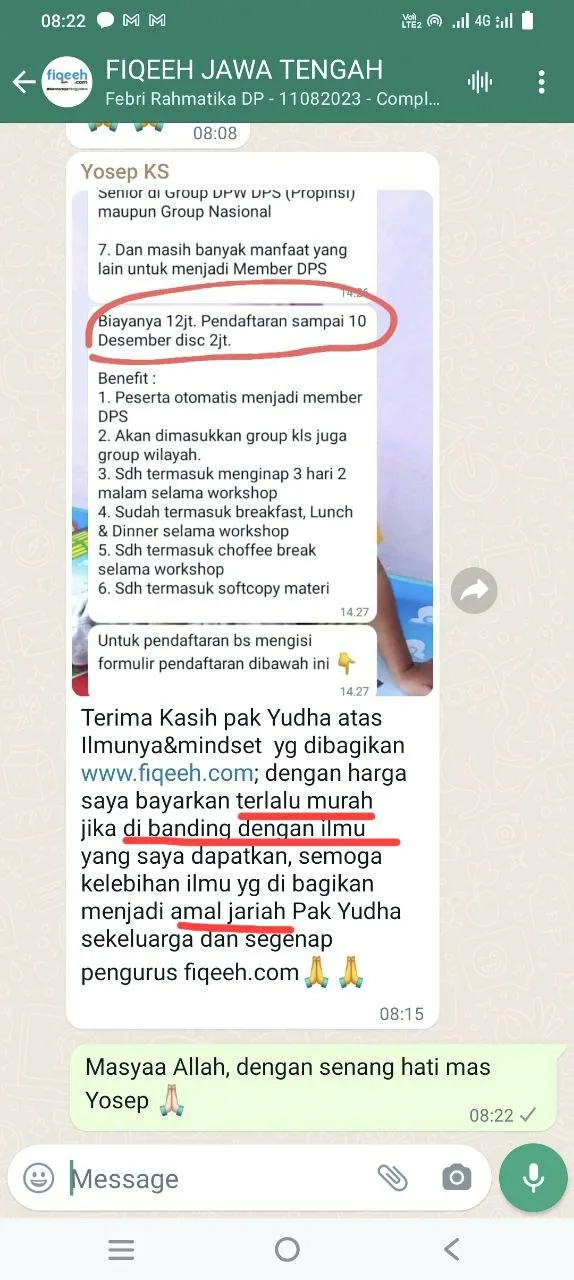 08:22
Vo))
LTE2
4G
fiqeeh
.com
FIQEEH JAWA TENGAH
Febri Rahmatika DP - 11082023 - Compl...
08:08
Yosep KS
Senior di Group DPW DPS (Propinsi)
maupun Group Nasional
7. Dan masih banyak manfaat yang
lain untuk menjadi Member DPS
14.26
Biayanya 12jt. Pendaftaran sampai 10
Desember disc 2jt.
Benefit :
1. Peserta otomatis menjadi member
DPS
2. Akan dimasukkan group kls juga
group wilayah.
3. Sdh termasuk menginap 3 hari 2
malam selama workshop
4. Sudah termasuk breakfast, Lunch
& Dinner selama workshop
5. Sdh termasuk choffee break
selama workshop
6. Sdh termasuk softcopy materi
14.27
Untuk pendaftaran bs mengisi
formulir pendaftaran dibawah ini 👇
14.27
Terima Kasih pak Yudha atas
Ilmunya&mindset yg dibagikan
www.fiqeeh.com; dengan harga
saya bayarkan terlalu murah
jika di banding dengan ilmu
yang saya dapatkan, semoga
kelebihan ilmu yg di bagikan
menjadi amal jariah Pak Yudha
sekeluarga dan segenap
pengurus fiqeeh.com🙏 🙏
08:15
Masyaa Allah, dengan senang hati mas
Yosep 🙏🏻
08:22
Message